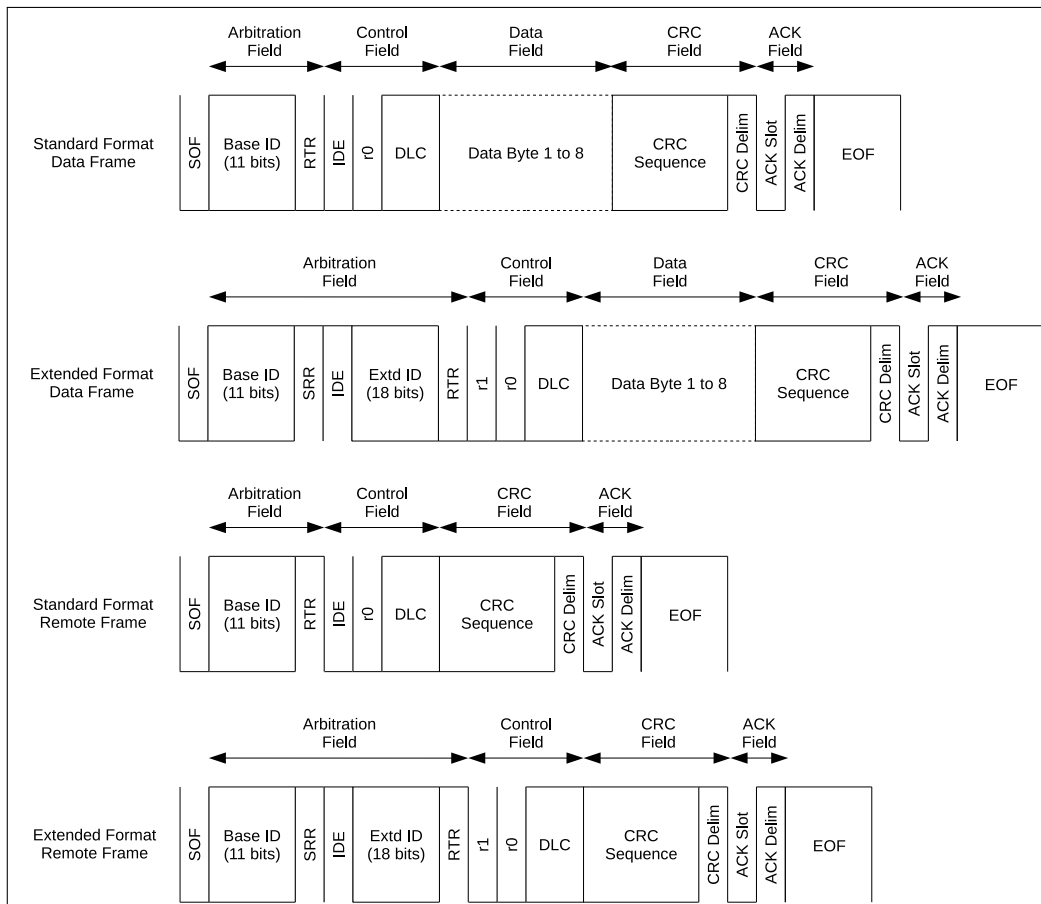 Arbitration
Field
Control
Field
Data
Field
CRC
Field
ACK
Field
Standard Format
Data Frame
SOF
Base ID
(11 bits)
RTR
IDE
r0
DLC
Data Byte 1 to 8
CRC
Sequence
CRC Delim
ACK Slot
ACK Delim
EOF
Arbitration
Field
Control
Field
Data
Field
CRC
Field
ACK
Field
Extended Format
Data Frame
SOF
Base ID
(11 bits)
SRR
IDE
Extd ID
(18 bits)
RTR
r1
r0
DLC
Data Byte 1 to 8
CRC
Sequence
CRC Delim
ACK Slot
ACK Delim
EOF
Arbitration
Field
Control
Field
CRC
Field
ACK
Field
Standard Format
Remote Frame
SOF
Base ID
(11 bits)
RTR
IDE
r0
DLC
CRC
Sequence
CRC Delim
ACK Slot
ACK Delim
EOF
Arbitration
Field
Control
Field
CRC
Field
ACK
Field
Extended Format
Remote Frame
SOF
Base ID
(11 bits)
SRR
IDE
Extd ID
(18 bits)
RTR
r1
r0
DLC
CRC
Sequence
CRC Delim
ACK Slot
ACK Delim
EOF